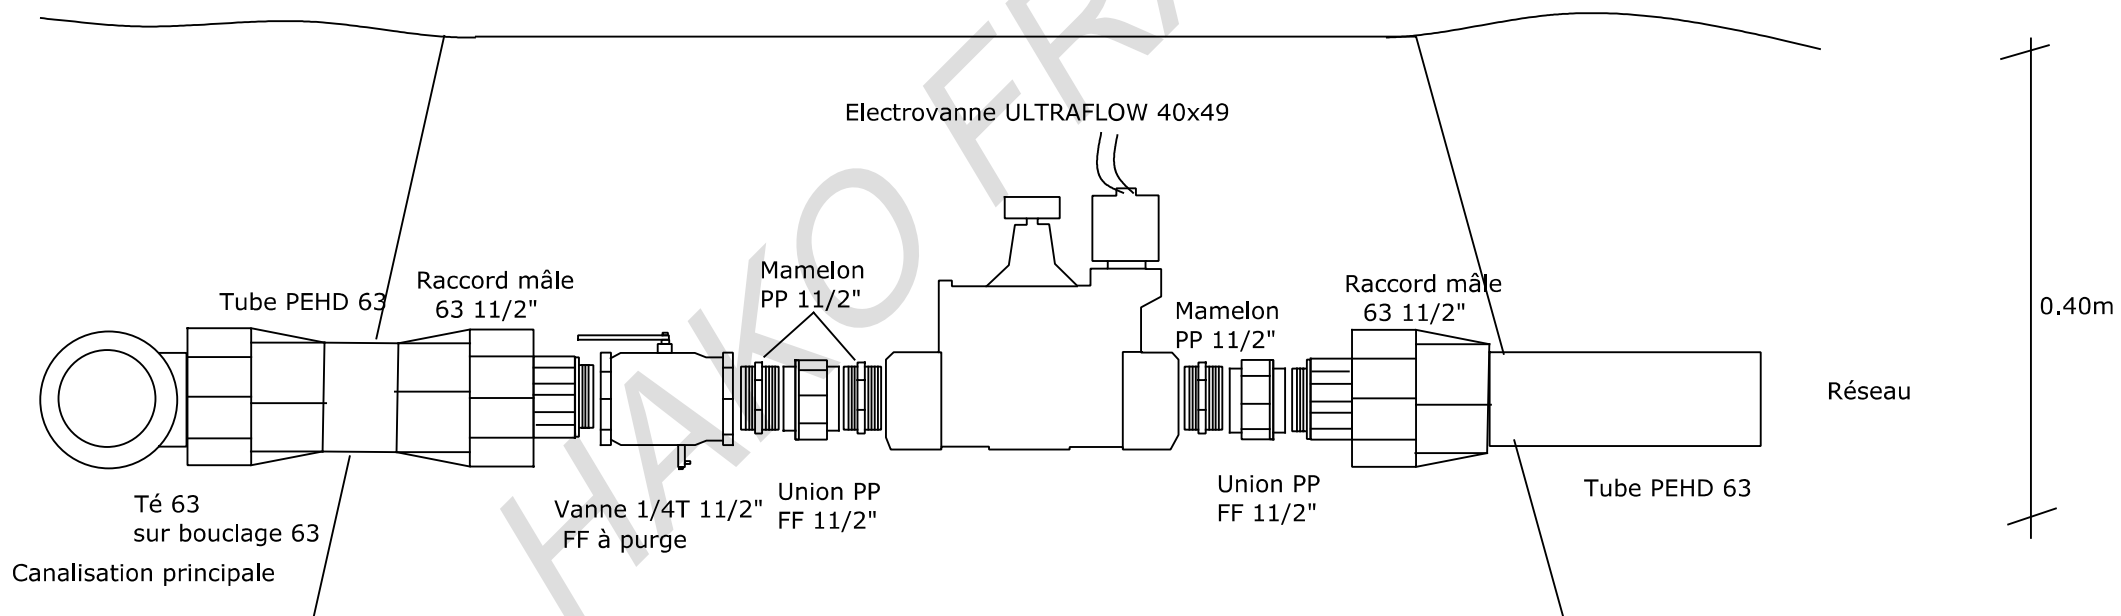 Electrovanne ULTRAFLOW 40x49
Tube PEHD 63
Raccord mâle
63 11/2"
Mamelon
PP 11/2"
Mamelon
PP 11/2"
Raccord mâle
63 11/2"
0.40m
Réseau
Té 63
sur bouclage 63
Canalisation principale
Vanne 1/4T 11/2"
FF à purge
Union PP
FF 11/2"
Union PP
FF 11/2"
Tube PEHD 63
HAKO FRA